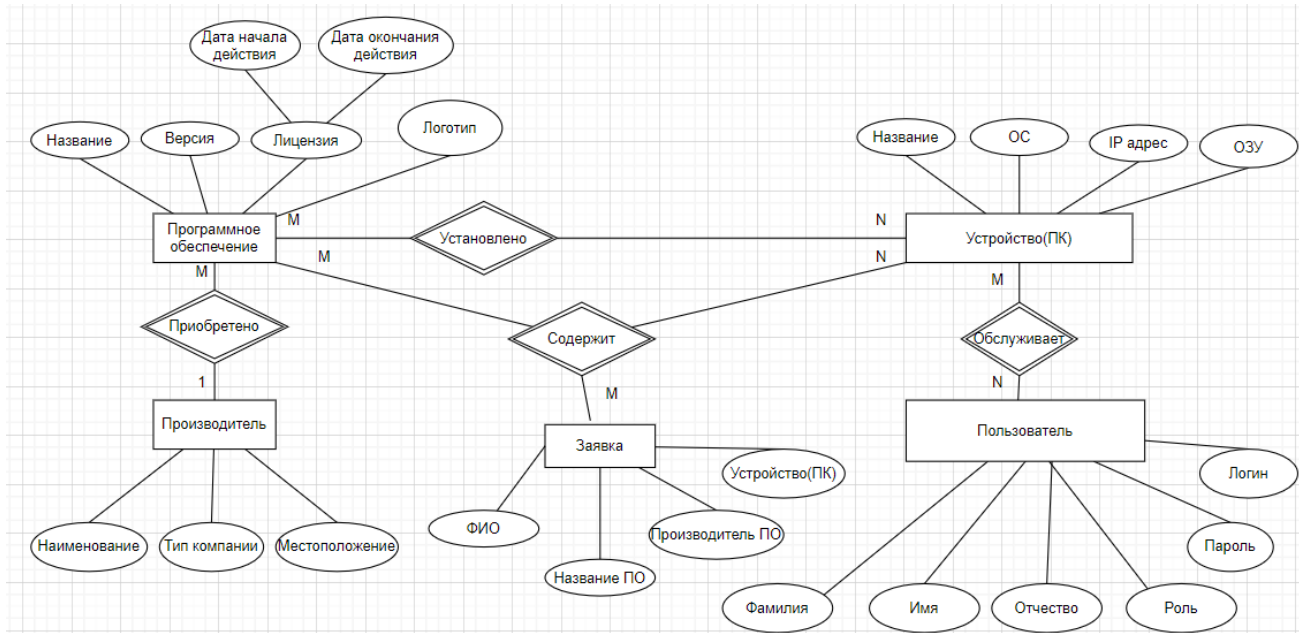 Дата начала
действия
Дата окончания
действия
Название
Версия
Лицензия
Логотип
Название
ОС
IP адрес
ОЗУ
Программное
обеспечение
M
Установлено
N
Устройство(ПК)
M
N
M
M
Приобретено
Содержит
Обслуживает
1
M
N
Производитель
Заявка
Пользователь
Устройство(ПК)
Логин
ФИО
Производитель ПО
Наименование
Тип компании
Местоположение
Пароль
Название ПО
Фамилия
Имя
Отчество
Роль